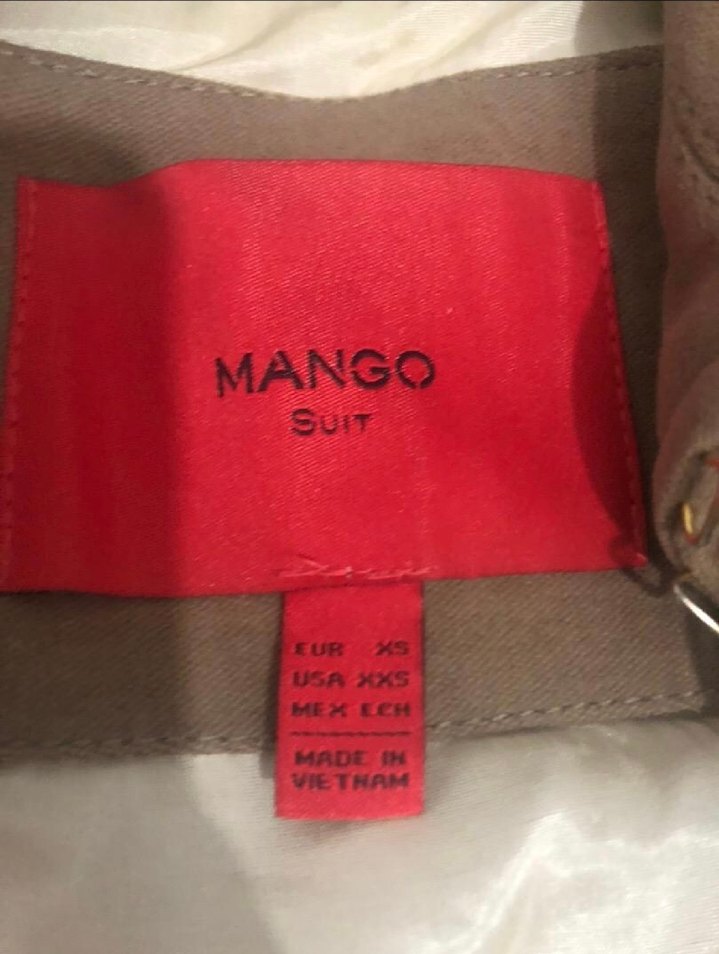 MANGO
SUIT
EUR XS
USA XXS
MEX ECH
MADE IN
VIETNAM